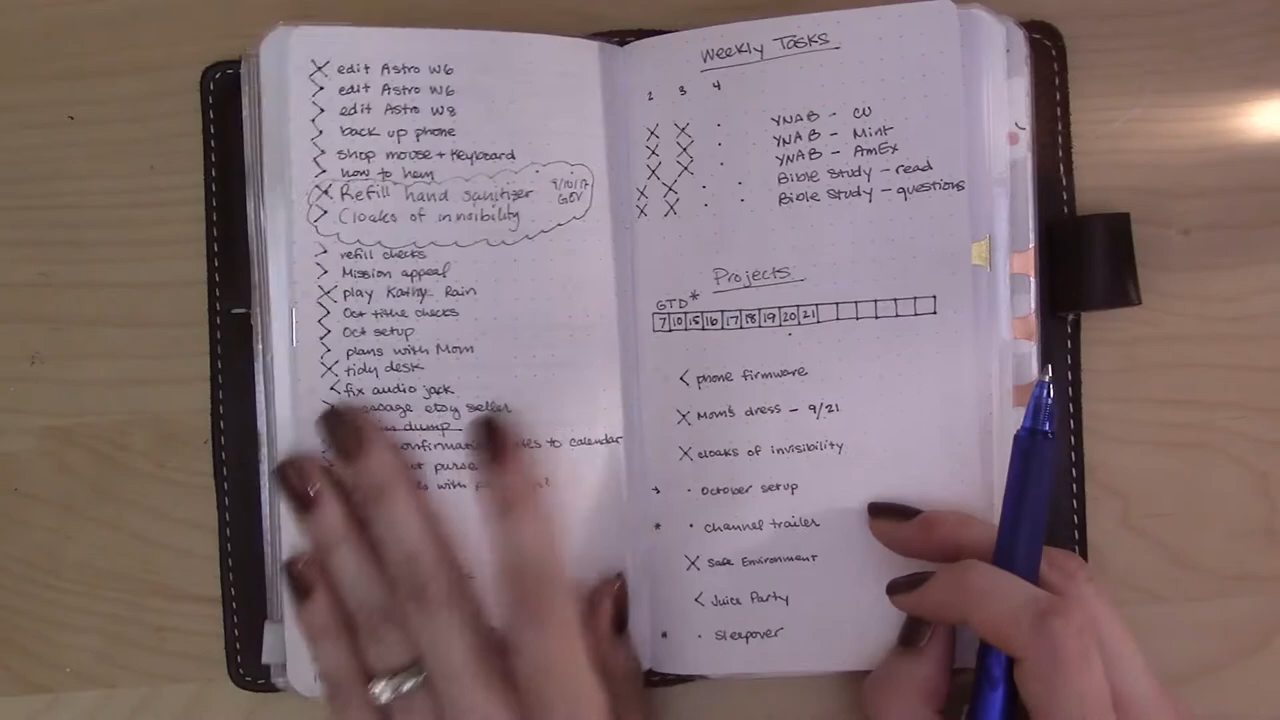 X edit Astro W6
> edit Astro W6
> edit Astro W8
> back up phone
> shop mouse + keyboard
> how to hem
X Refill hand sanitizer
9/10/17
> Cloaks of invisibility
> refill checks
> Mission appeal
X play Kathy Rain
> Oct tithe checks
> Oct setup
> plans with Mom
X tidy desk
< fix audio jack
etsy seller
dump
to calendar
purse
with
Weekly Tasks
2 3 4
X X · YNAB - CU
X X · YNAB - Mint
X X YNAB - AmEx
X X · · Bible Study - read
X X · · Bible Study - questions
Projects
GTD*
7 10 15 16 17 18 19 20 21
< phone firmware
X Mom's dress - 9/21
X cloaks of invisibility
→ · October setup
* · channel trailer
X Safe Environment
< Juice Party
* · Sleepover